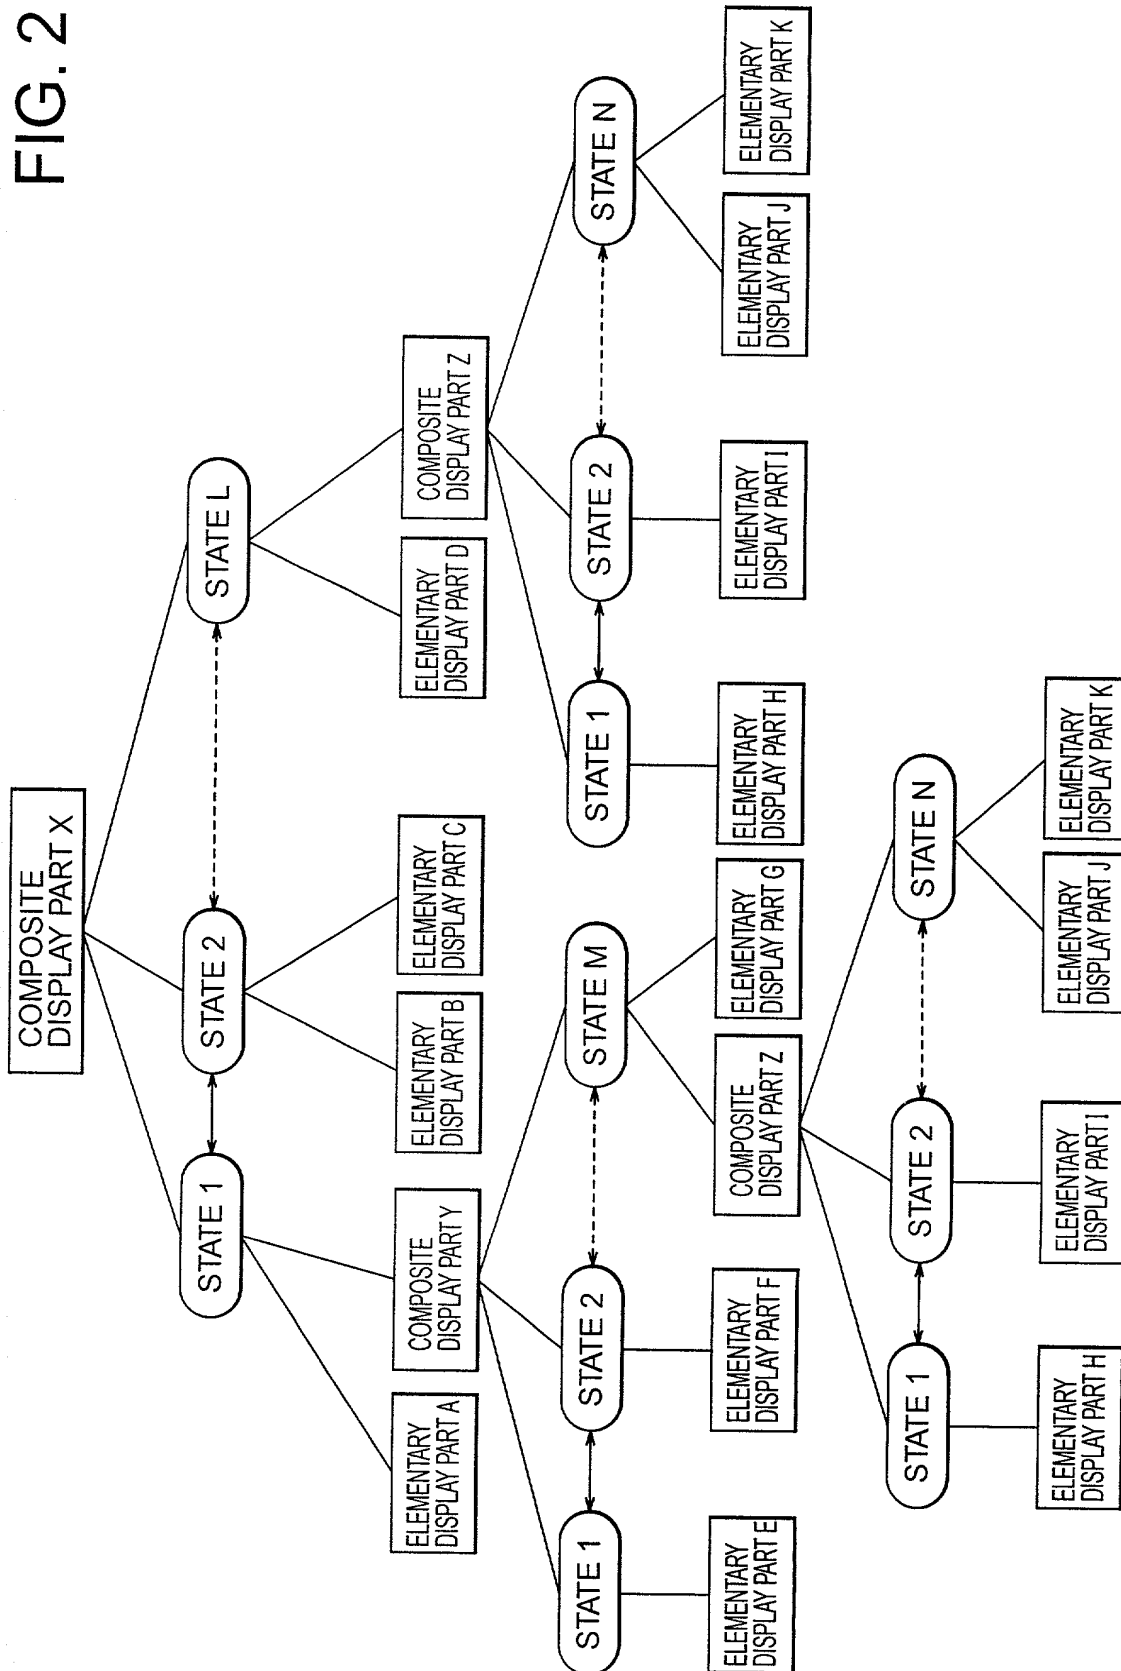 FIG. 2
COMPOSITE
DISPLAY PART X
STATE 1
STATE 2
STATE L
ELEMENTARY
DISPLAY PART A
COMPOSITE
DISPLAY PART Y
ELEMENTARY
DISPLAY PART B
ELEMENTARY
DISPLAY PART C
ELEMENTARY
DISPLAY PART D
COMPOSITE
DISPLAY PART Z
STATE 1
STATE 2
STATE M
STATE 1
STATE 2
STATE N
ELEMENTARY
DISPLAY PART E
ELEMENTARY
DISPLAY PART F
COMPOSITE
DISPLAY PART Z
ELEMENTARY
DISPLAY PART G
ELEMENTARY
DISPLAY PART H
ELEMENTARY
DISPLAY PART I
ELEMENTARY
DISPLAY PART J
ELEMENTARY
DISPLAY PART K
STATE 1
STATE 2
STATE N
ELEMENTARY
DISPLAY PART H
ELEMENTARY
DISPLAY PART I
ELEMENTARY
DISPLAY PART J
ELEMENTARY
DISPLAY PART K